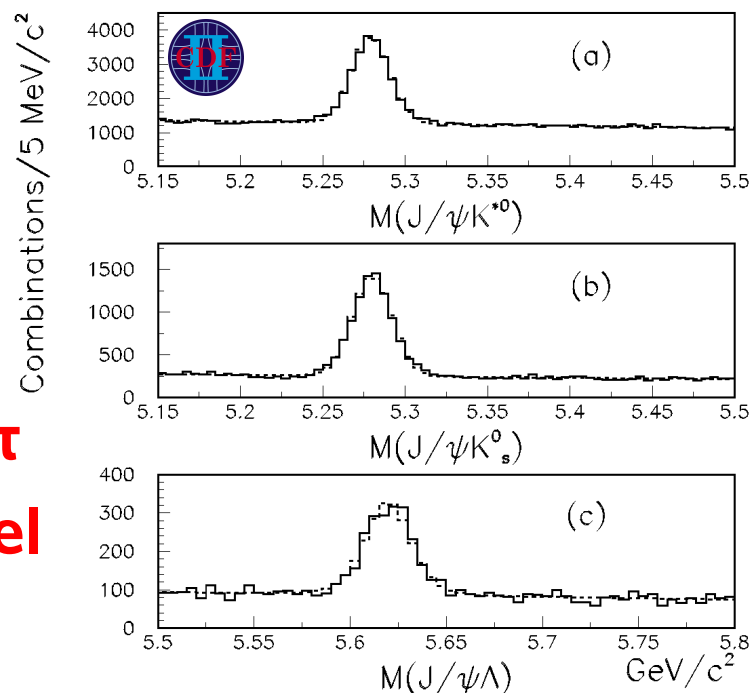 Combinations/5 MeV/c²
4000
3000
2000
1000
0
CDF
II
(a)
5.15 5.2 5.25 5.3 5.35 5.4 5.45 5.5
M(J/ψK*⁰)
1500
1000
500
0
(b)
5.15 5.2 5.25 5.3 5.35 5.4 5.45 5.5
M(J/ψK⁰ₛ)
π
el
400
300
200
100
0
(c)
5.5 5.55 5.6 5.65 5.7 5.75 5.8
M(J/ψΛ) GeV/c²